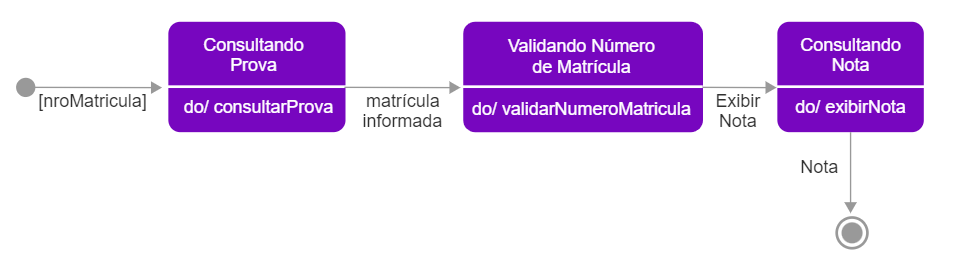 [nroMatricula]
Consultando
Prova
do/ consultarProva
matrícula
informada
Validando Número
de Matrícula
do/ validarNumeroMatricula
Exibir
Nota
Consultando
Nota
do/ exibirNota
Nota